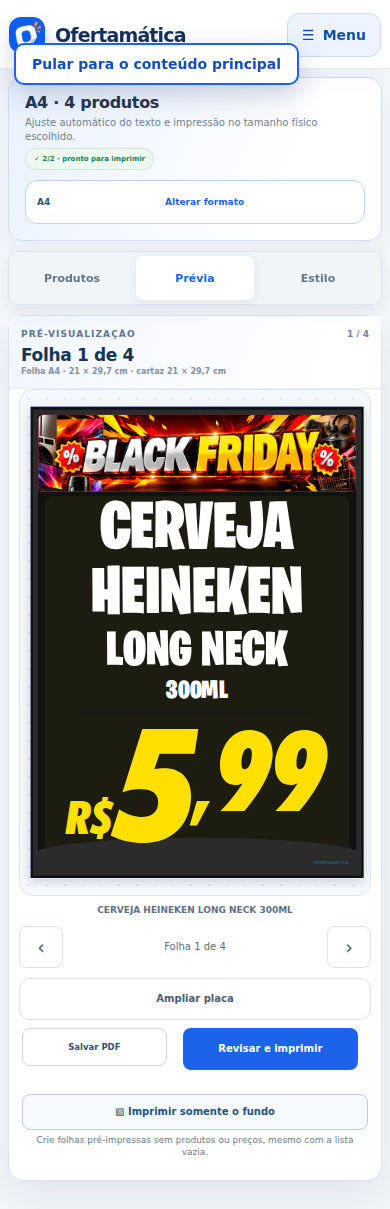 Ofertamática
☰ Menu
Pular para o conteúdo principal
A4 · 4 produtos
Ajuste automático do texto e impressão no tamanho físico
escolhido.
✓ 2/2 · pronto para imprimir
A4 Alterar formato
Produtos Prévia Estilo
PRÉ-VISUALIZAÇÃO 1 / 4
Folha 1 de 4
Folha A4 · 21 × 29,7 cm · cartaz 21 × 29,7 cm
% BLACK FRIDAY %
CERVEJA
HEINEKEN
LONG NECK
300ML
R$5,99
OFERTAMÁTICA
CERVEJA HEINEKEN LONG NECK 300ML
‹ Folha 1 de 4 ›
Ampliar placa
Salvar PDF Revisar e imprimir
▧ Imprimir somente o fundo
Crie folhas pré-impressas sem produtos ou preços, mesmo com a lista
vazia.